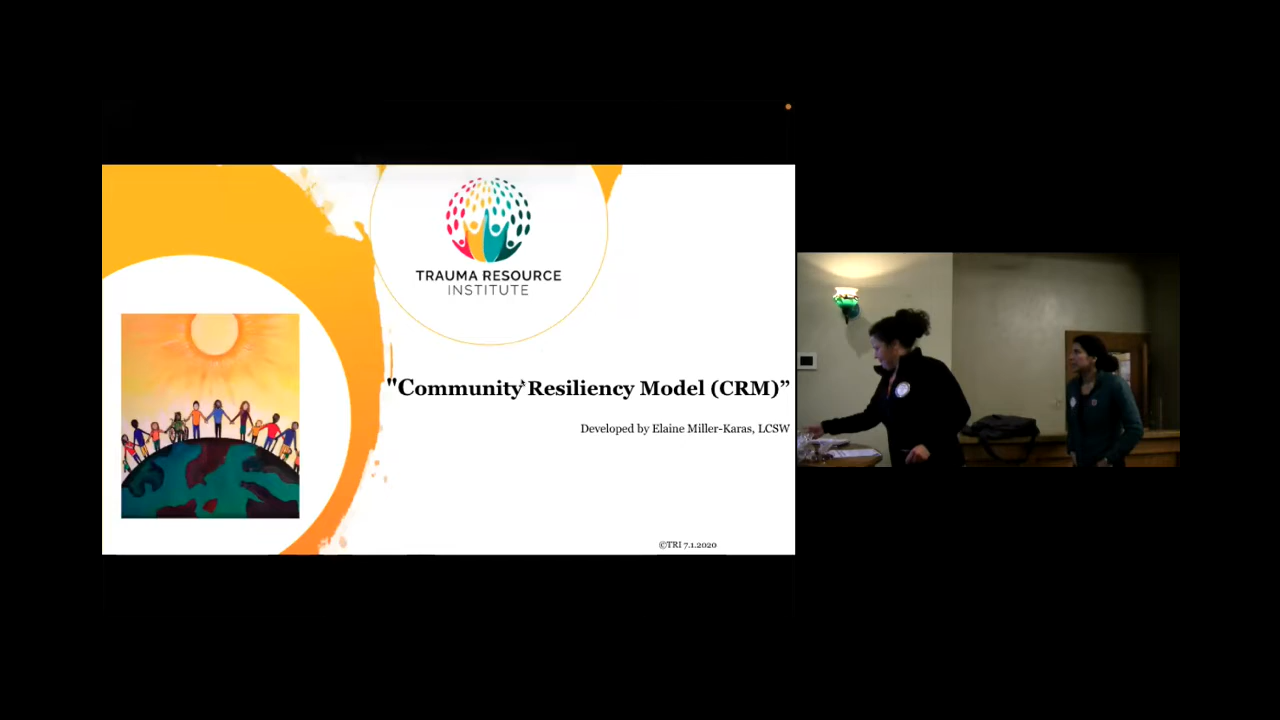 TRAUMA RESOURCE
INSTITUTE
"Community Resiliency Model (CRM)”
Developed by Elaine Miller-Karas, LCSW
©TRI 7.1.2020